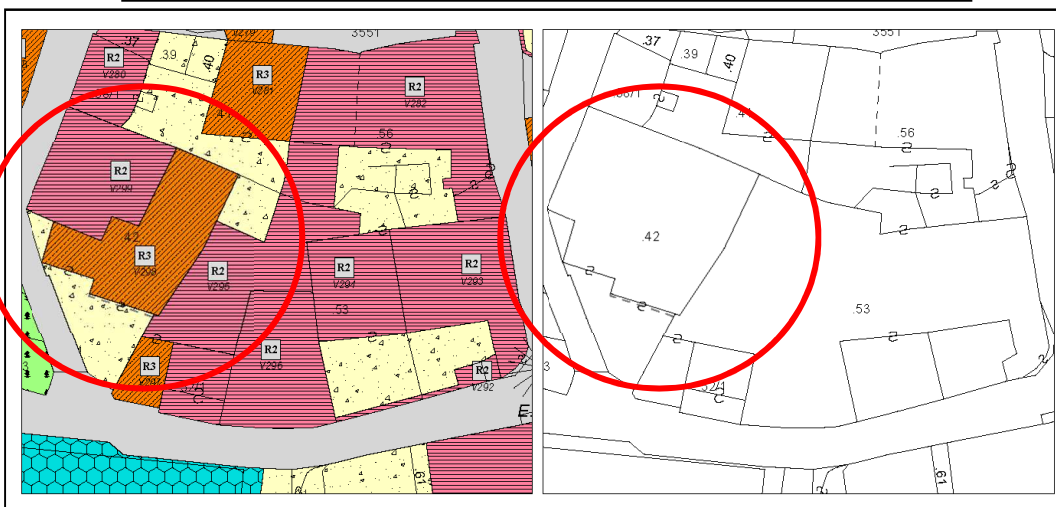 3551
.37
.39
.40
R2
V280
R3
V281
R2
V282
.41
.56
R2
V299
.42
R3
V298
R2
V295
R2
V294
R2
V293
.53
R2
V296
R3
R2
V292
E
.61
3551
.37
.39
.40
.41
.56
.42
.53
.61